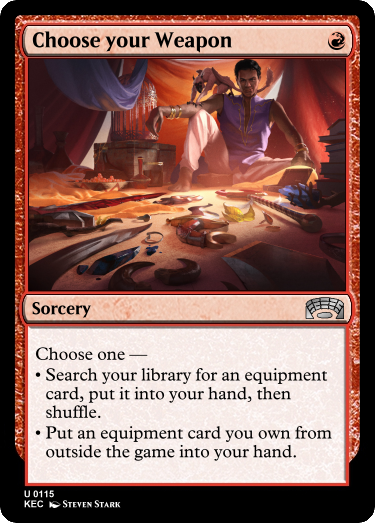 Choose your Weapon
Sorcery
Choose one —
• Search your library for an equipment
card, put it into your hand, then
shuffle.
• Put an equipment card you own from
outside the game into your hand.
U 0115
KEC Steven Stark